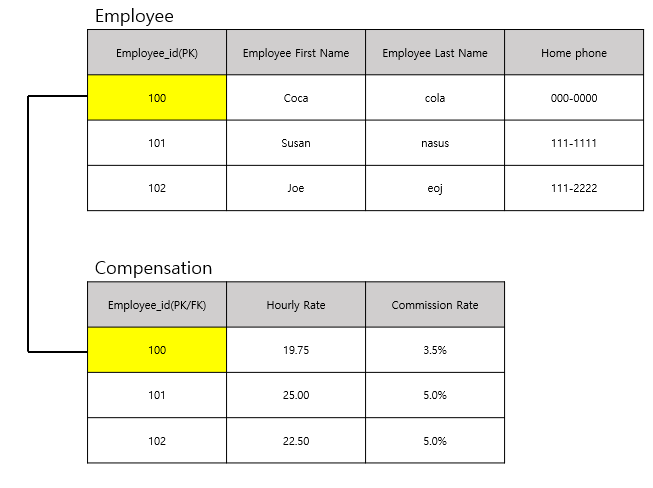 Employee
Employee_id(PK) Employee First Name Employee Last Name Home phone
100 Coca cola 000-0000
101 Susan nasus 111-1111
102 Joe eoj 111-2222
Compensation
Employee_id(PK/FK) Hourly Rate Commission Rate
100 19.75 3.5%
101 25.00 5.0%
102 22.50 5.0%